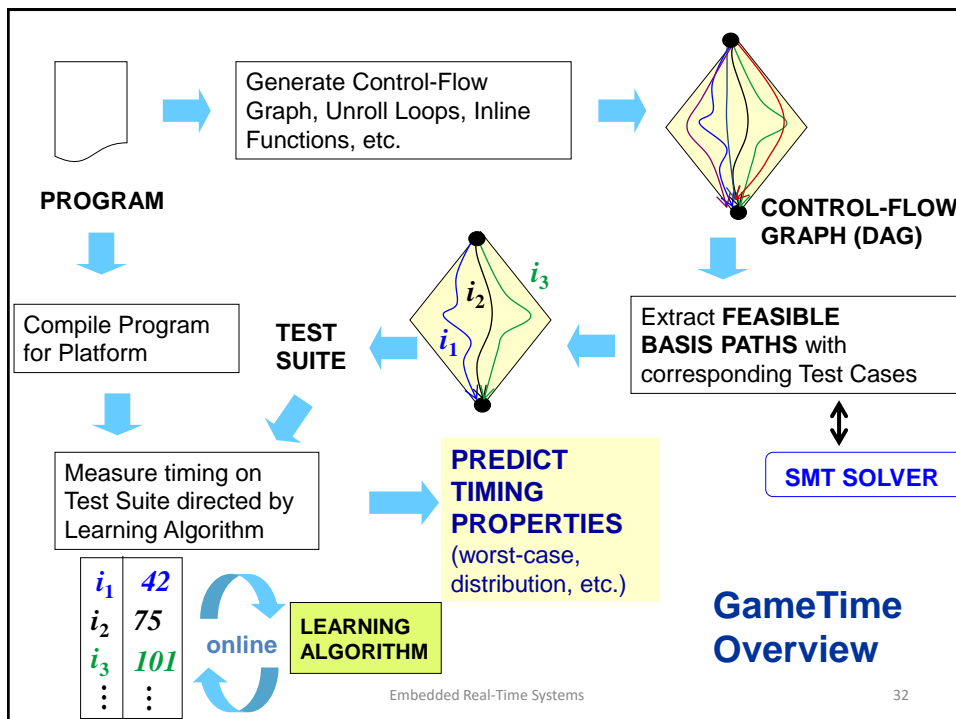 Generate Control-Flow
Graph, Unroll Loops, Inline
Functions, etc.
PROGRAM
CONTROL-FLOW
GRAPH (DAG)
Compile Program
for Platform
TEST
SUITE
i1
i2
i3
Extract FEASIBLE
BASIS PATHS with
corresponding Test Cases
SMT SOLVER
Measure timing on
Test Suite directed by
Learning Algorithm
PREDICT
TIMING
PROPERTIES
(worst-case,
distribution, etc.)
i1 42
i2 75
i3 101
⋮ ⋮
online
LEARNING
ALGORITHM
GameTime
Overview
Embedded Real-Time Systems
32